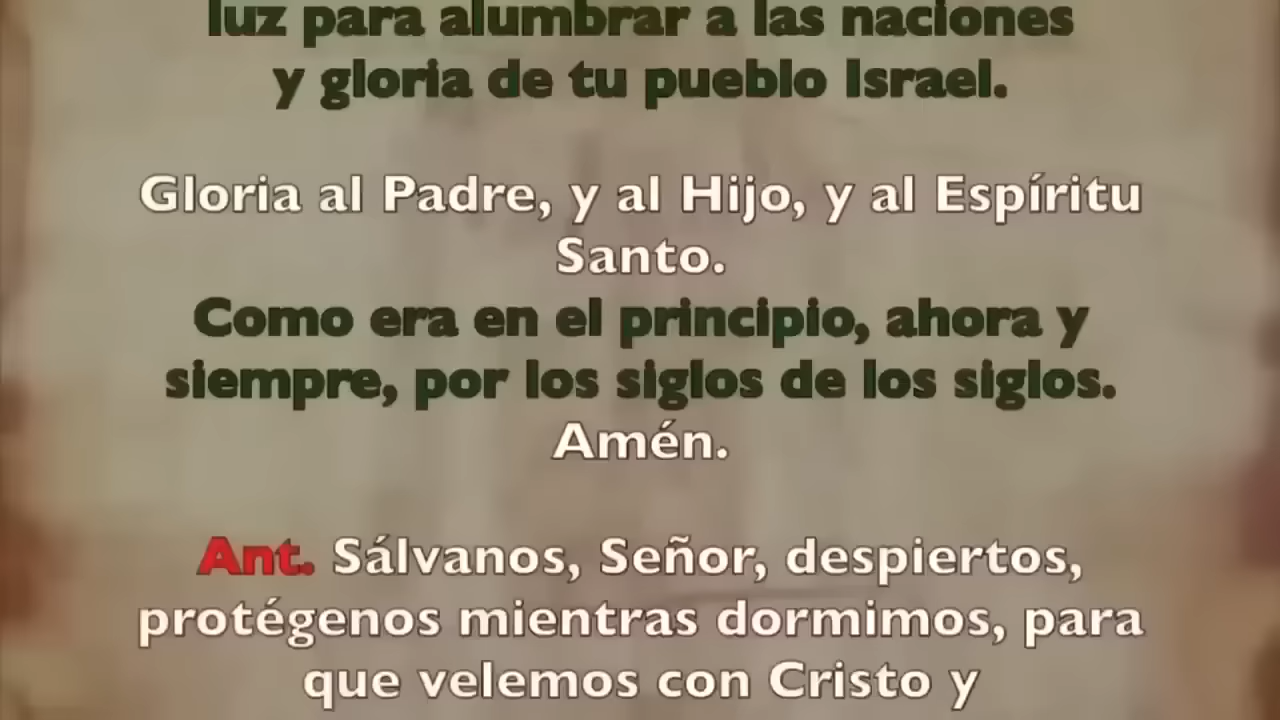 luz para alumbrar a las naciones
y gloria de tu pueblo Israel.
Gloria al Padre, y al Hijo, y al Espíritu
Santo.
Como era en el principio, ahora y
siempre, por los siglos de los siglos.
Amén.
Ant. Sálvanos, Señor, despiertos,
protégenos mientras dormimos, para
que velemos con Cristo y